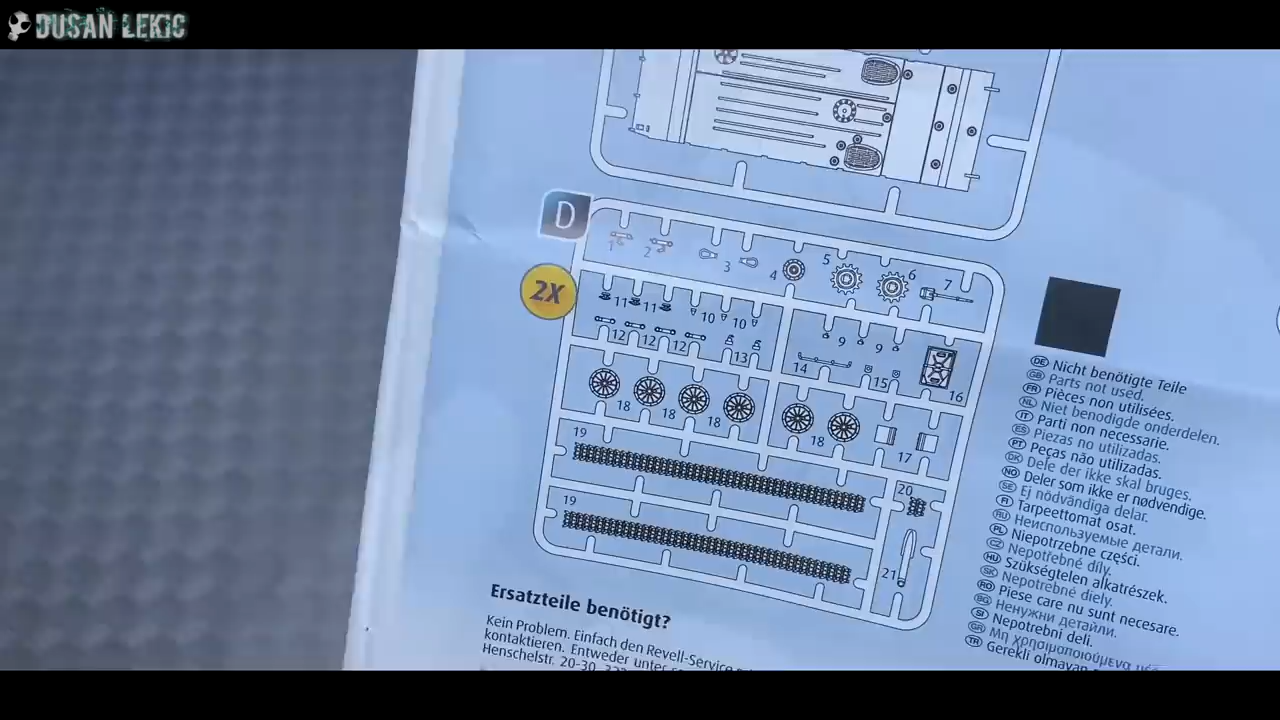 DUSAN LEKIC
D
2X
1 2 3 4 5 6 7
11 11 10 10 9 9
12 12 12 13 14 15 16
18 18 18 18 17
19 20
19 21
DE Nicht benötigte Teile
GB Parts not used.
FR Pièces non utilisées.
NL Niet benodigde onderdelen.
IT Parti non necessarie.
ES Piezas no utilizadas.
PT Peças não utilizadas.
DK Dele der ikke skal bruges.
NO Deler som ikke er nødvendige.
SE Ej nödvändiga delar.
FI Tarpeettomat osat.
RU Неиспользуемые детали.
PL Niepotrzebne części.
CZ Nepotřebné díly.
HU Szükségtelen alkatrészek.
SK Nepotrebné diely.
RO Piese care nu sunt necesare.
BG Ненужни детайли.
SI Nepotrebni deli.
GR Μη χρησιμοποιούμενα
TR Gerekli olmayan
Ersatzteile benötigt?
Kein Problem. Einfach den Revell-Service
kontaktieren. Entweder unter
Henschelstr. 20-30,